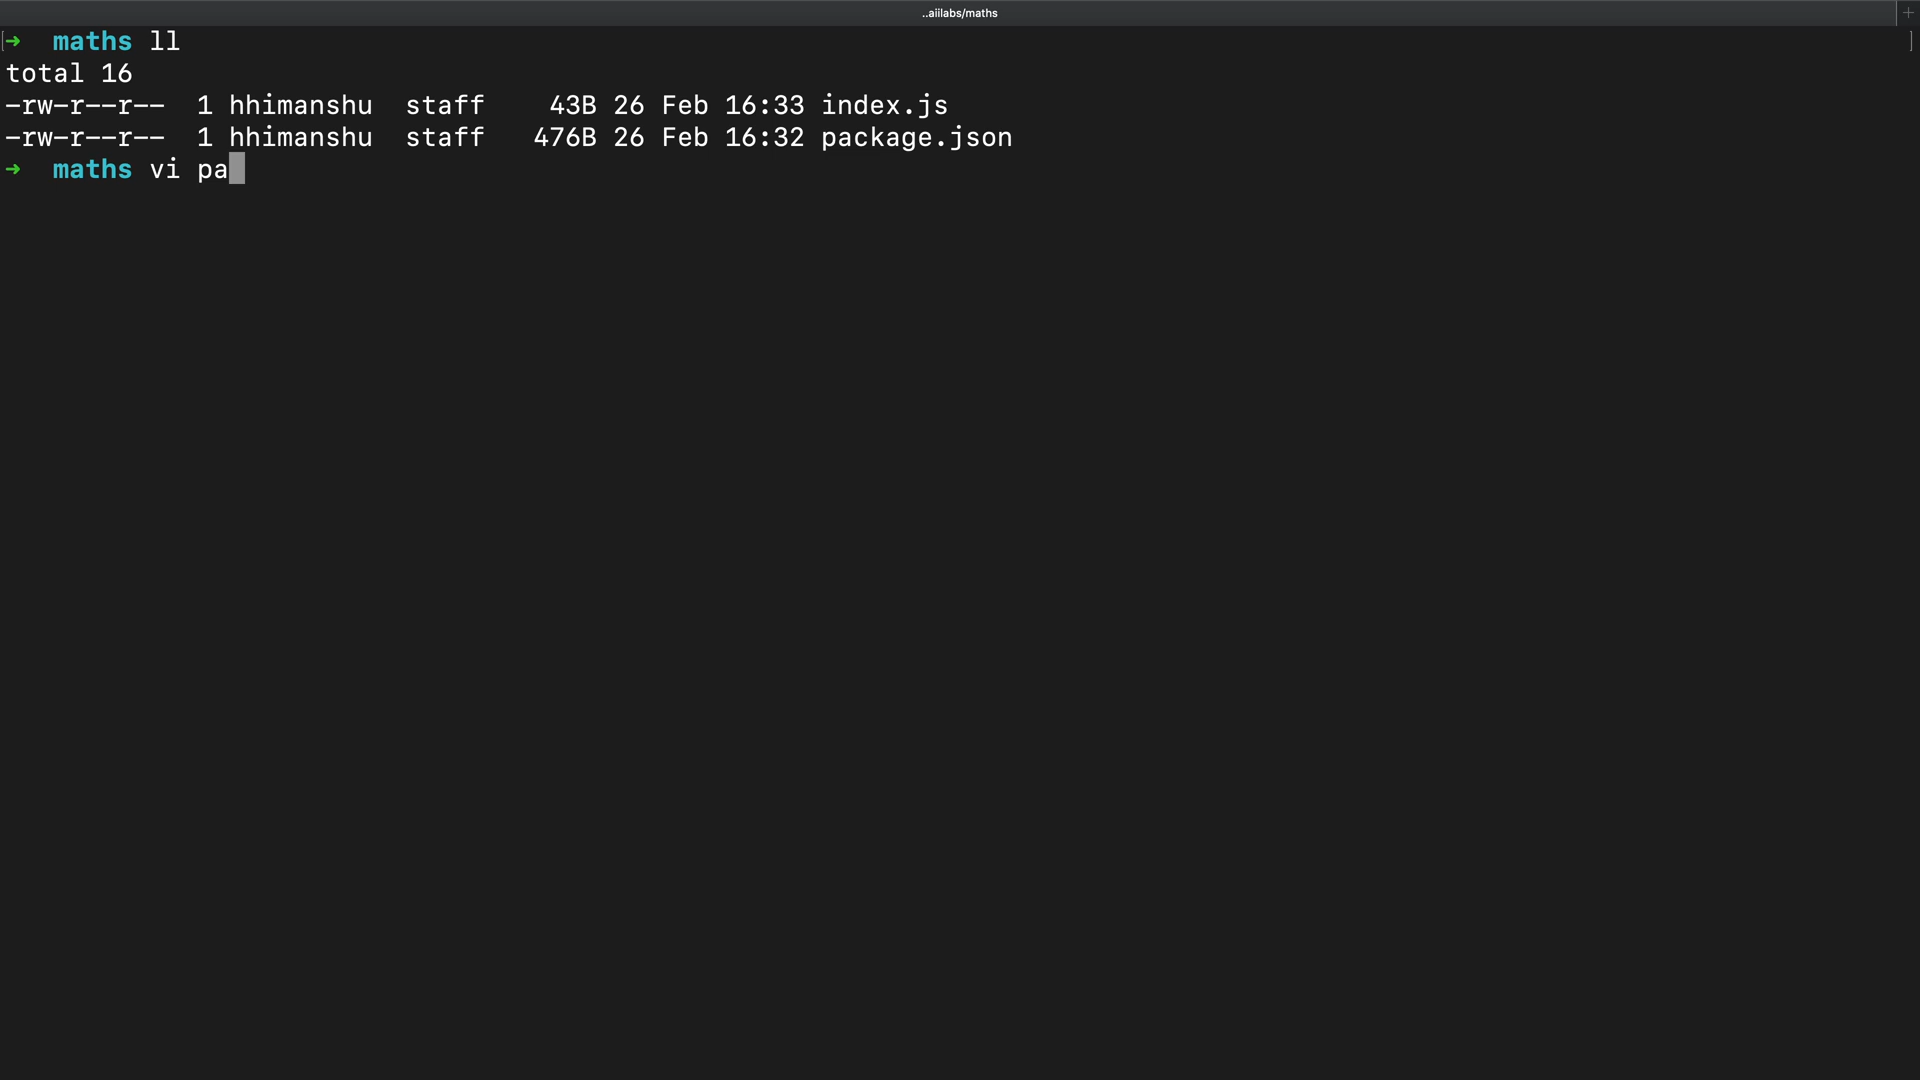 ..aiilabs/maths
➜ maths ll
total 16
-rw-r--r-- 1 hhimanshu staff 43B 26 Feb 16:33 index.js
-rw-r--r-- 1 hhimanshu staff 476B 26 Feb 16:32 package.json
➜ maths vi pa